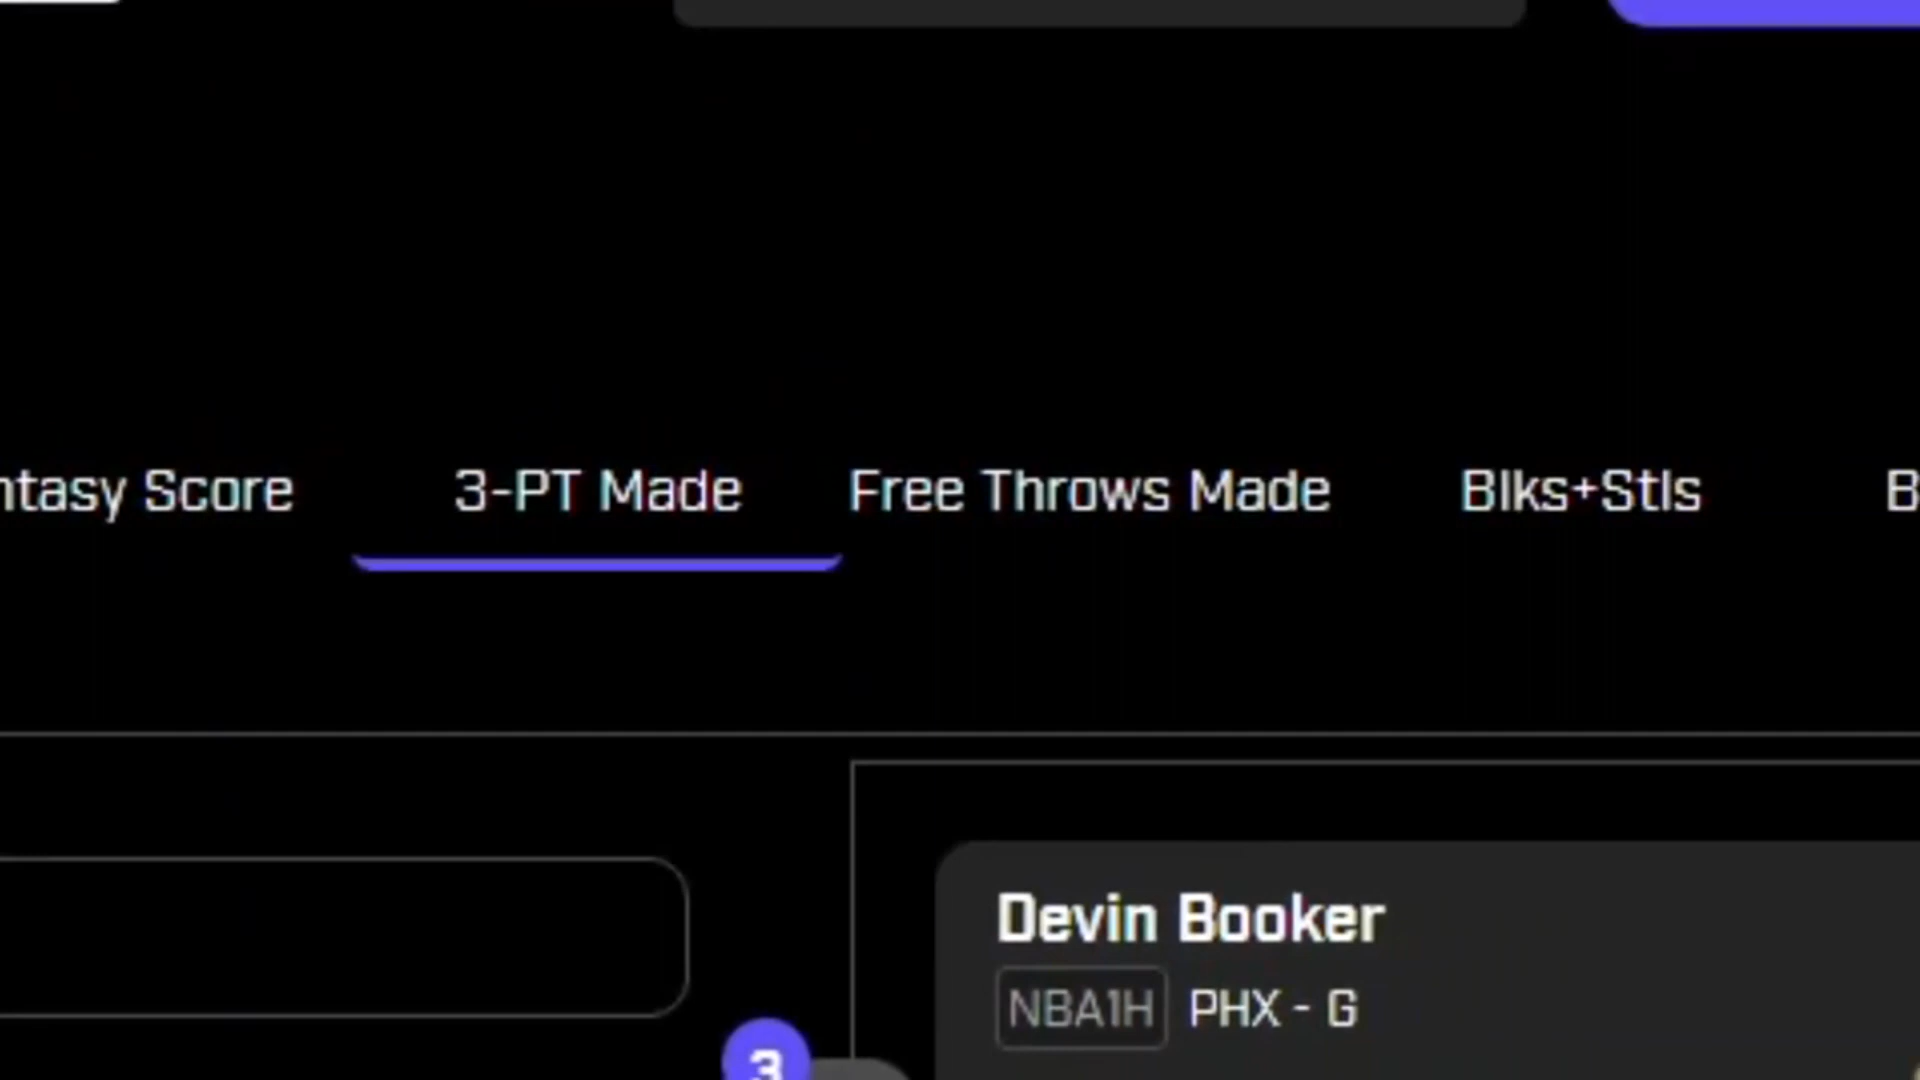 ntasy Score 3-PT Made Free Throws Made Blks+Stls B
Devin Booker
NBA1H PHX - G
3